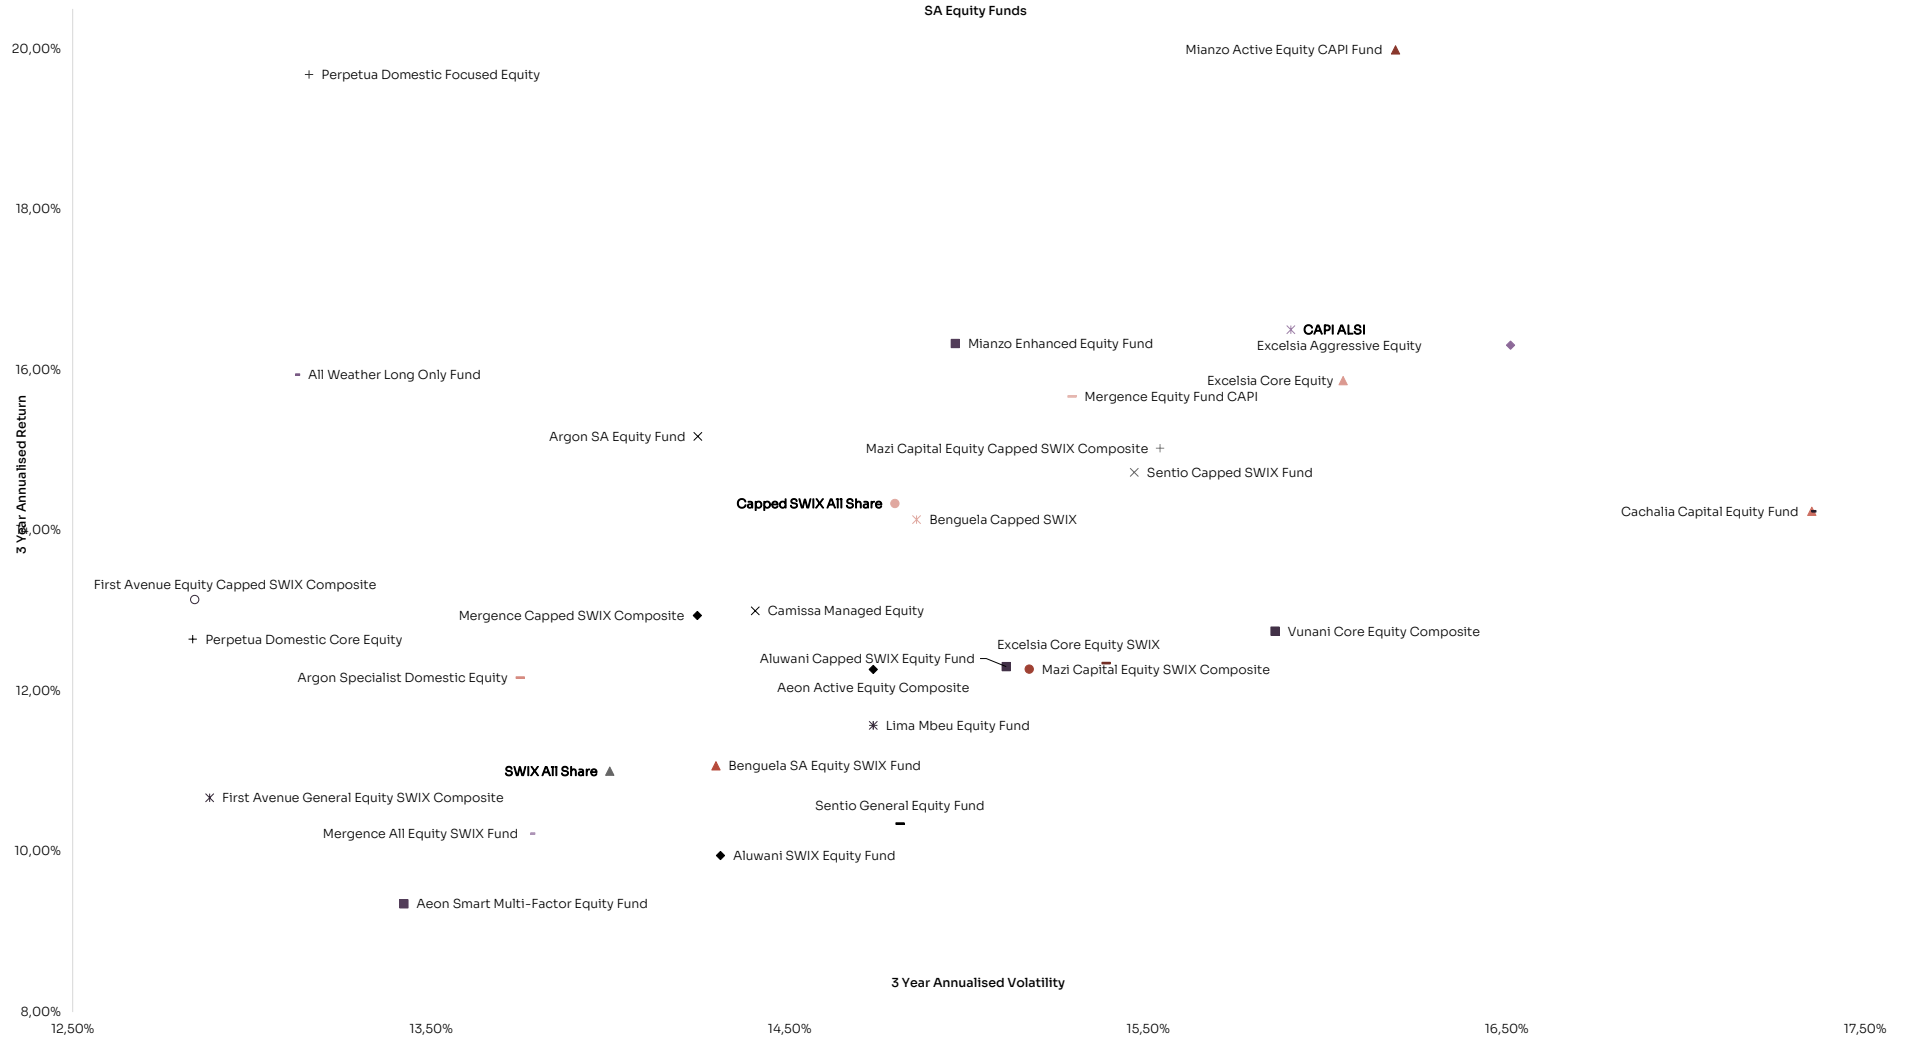 SA Equity Funds
20,00%
Mianzo Active Equity CAPI Fund
Perpetua Domestic Focused Equity
18,00%
CAPI ALSI
Mianzo Enhanced Equity Fund
Excelsia Aggressive Equity
16,00%
All Weather Long Only Fund
Excelsia Core Equity
Mergence Equity Fund CAPI
3 Year Annualised Return
Argon SA Equity Fund
Mazi Capital Equity Capped SWIX Composite
Sentio Capped SWIX Fund
Capped SWIX All Share
Cachalia Capital Equity Fund
Benguela Capped SWIX
14,00%
First Avenue Equity Capped SWIX Composite
Camissa Managed Equity
Mergence Capped SWIX Composite
Vunani Core Equity Composite
Perpetua Domestic Core Equity
Excelsia Core Equity SWIX
Aluwani Capped SWIX Equity Fund
Mazi Capital Equity SWIX Composite
Argon Specialist Domestic Equity
Aeon Active Equity Composite
12,00%
Lima Mbeu Equity Fund
Benguela SA Equity SWIX Fund
SWIX All Share
First Avenue General Equity SWIX Composite
Sentio General Equity Fund
Mergence All Equity SWIX Fund
10,00%
Aluwani SWIX Equity Fund
Aeon Smart Multi-Factor Equity Fund
3 Year Annualised Volatility
8,00%
12,50% 13,50% 14,50% 15,50% 16,50% 17,50%